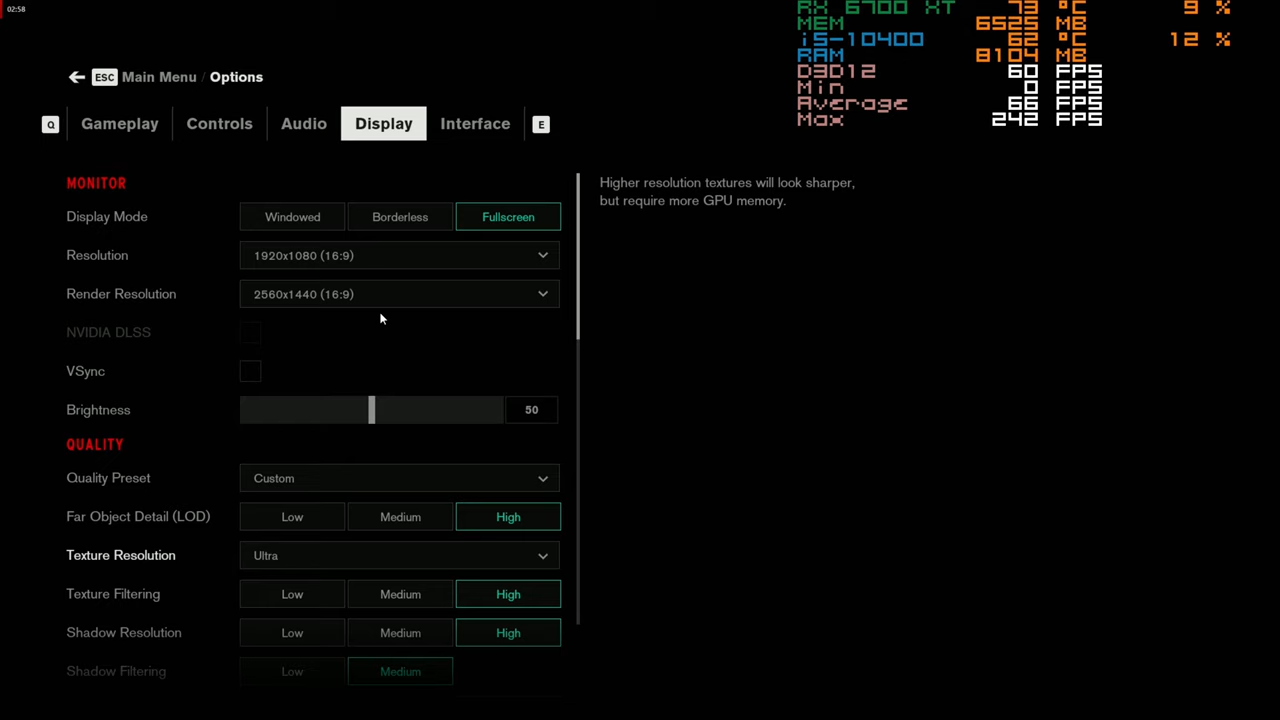 02:58
RX 6700 XT 73 °C 9 %
MEM 6525 MB
i5-10400 62 °C 12 %
RAM 8104 MB
D3D12 60 FPS
Min 0 FPS
Average 66 FPS
Max 242 FPS
ESC Main Menu / Options
Q Gameplay Controls Audio Display Interface E
MONITOR
Display Mode Windowed Borderless Fullscreen
Resolution 1920x1080 (16:9)
Render Resolution 2560x1440 (16:9)
NVIDIA DLSS
VSync
Brightness 50
QUALITY
Quality Preset Custom
Far Object Detail (LOD) Low Medium High
Texture Resolution Ultra
Texture Filtering Low Medium High
Shadow Resolution Low Medium High
Shadow Filtering Low Medium
Higher resolution textures will look sharper,
but require more GPU memory.